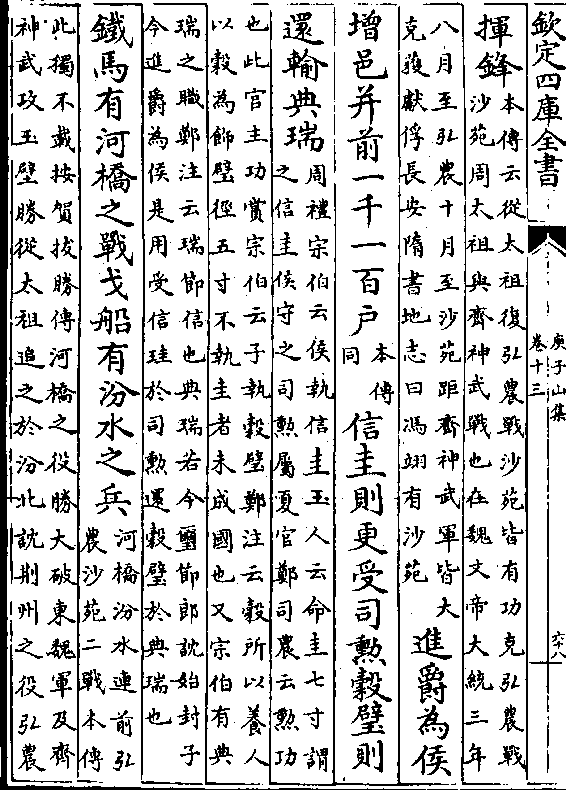 欽定四庫全書
庾子山集
卷十三
六十八
揮鋒
本傳云從太祖復弘農戰沙苑皆有功克弘農戰
沙苑周太祖與齊神武戰也在魏文帝大統三年
八月至弘農十月至沙苑距齊神武軍皆大
克獲獻俘長安隋書地志曰馮翊有沙苑
進爵為侯
增邑并前一千一百戶
本傳
同
信圭則更受司勲穀璧則
還輸典瑞
周禮宗伯云侯執信圭玉人云命圭七寸謂
之信圭侯守之司勲屬夏官鄭司農云勲功
也此官主功賞宗伯云子執穀璧鄭注云穀所以養人
以穀為飾璧徑五寸不執圭者未成國也又宗伯有典
瑞之職鄭注云瑞節信也典瑞若今璽節郎詵始封子
今進爵為侯是用受信珪於司勲還穀璧於典瑞也
鐵馬有河橋之戰戈船有汾水之兵
河橋汾水連前弘
農沙苑二戰本傳
此獨不載按賀拔勝傳河橋之役勝大破東魏軍及齊
神武攻玉壁勝從太祖追之於汾北詵荆州之役弘農